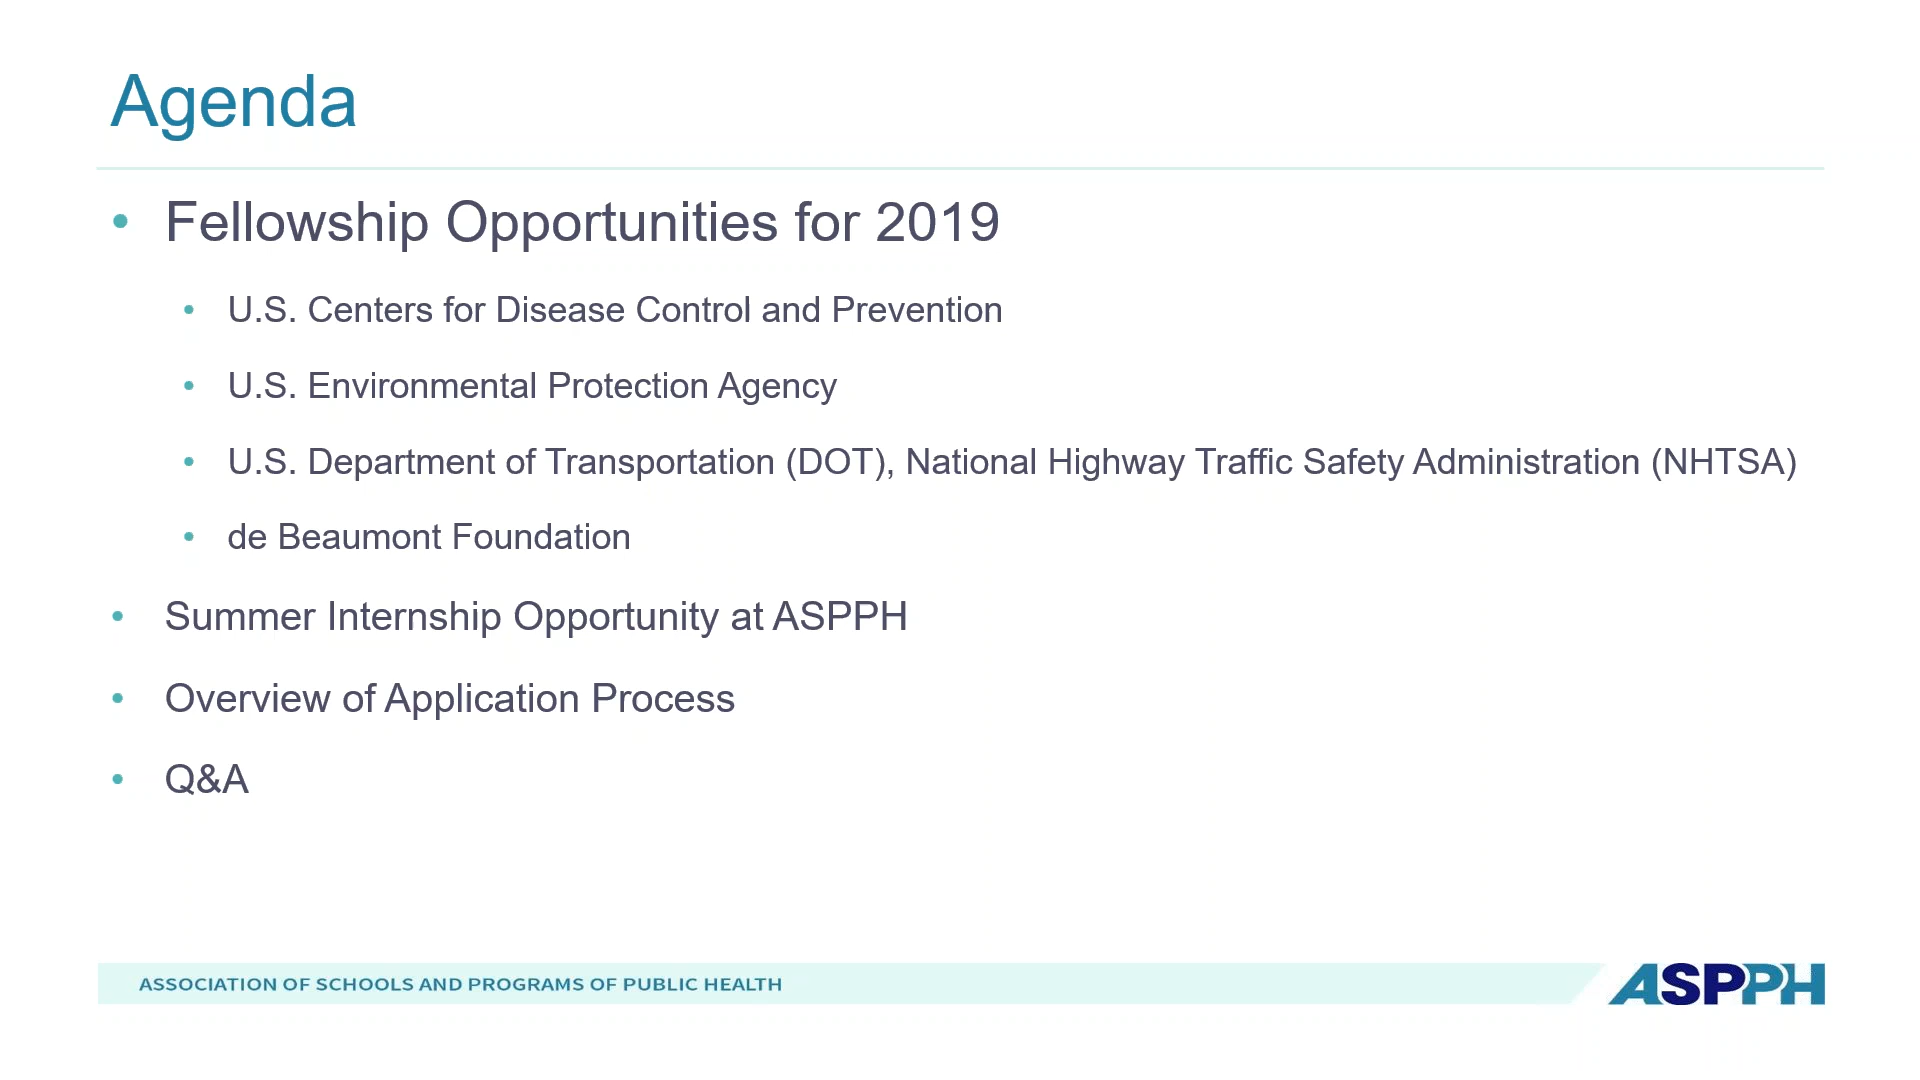 Agenda
• Fellowship Opportunities for 2019
• U.S. Centers for Disease Control and Prevention
• U.S. Environmental Protection Agency
• U.S. Department of Transportation (DOT), National Highway Traffic Safety Administration (NHTSA)
• de Beaumont Foundation
• Summer Internship Opportunity at ASPPH
• Overview of Application Process
• Q&A
ASSOCIATION OF SCHOOLS AND PROGRAMS OF PUBLIC HEALTH
ASPPH